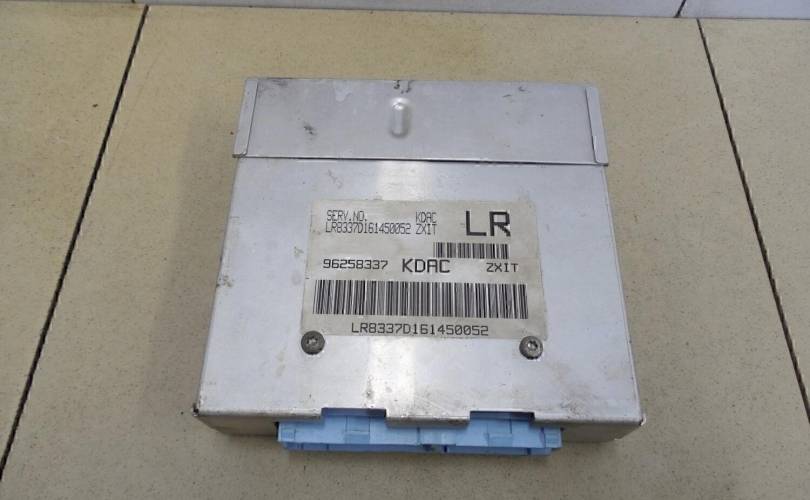 SERV.NO. KDAC
LR8337D161450052 ZXIT
LR
96258337 KDAC ZXIT
LR8337D161450052